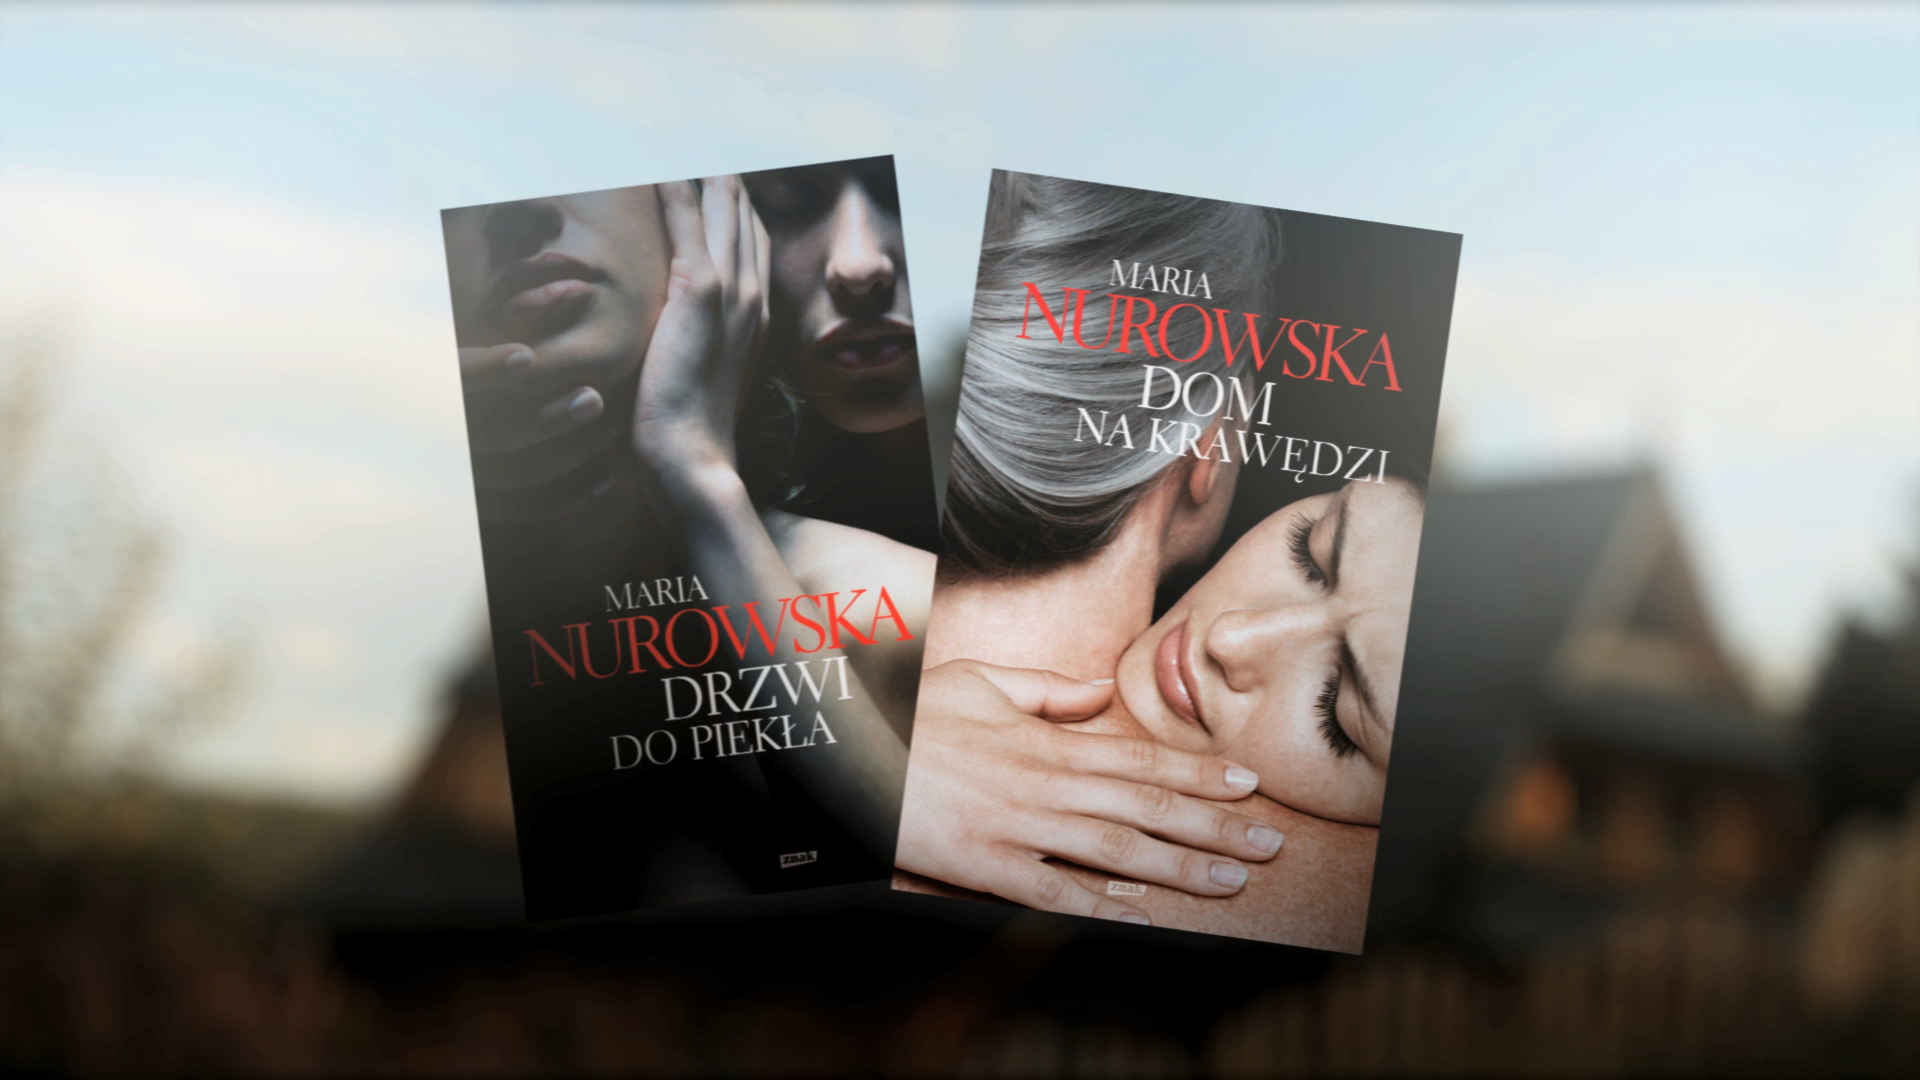 MARIA
NUROWSKA
DRZWI
DO PIEKŁA
znak
MARIA
NUROWSKA
DOM
NA KRAWĘDZI
znak